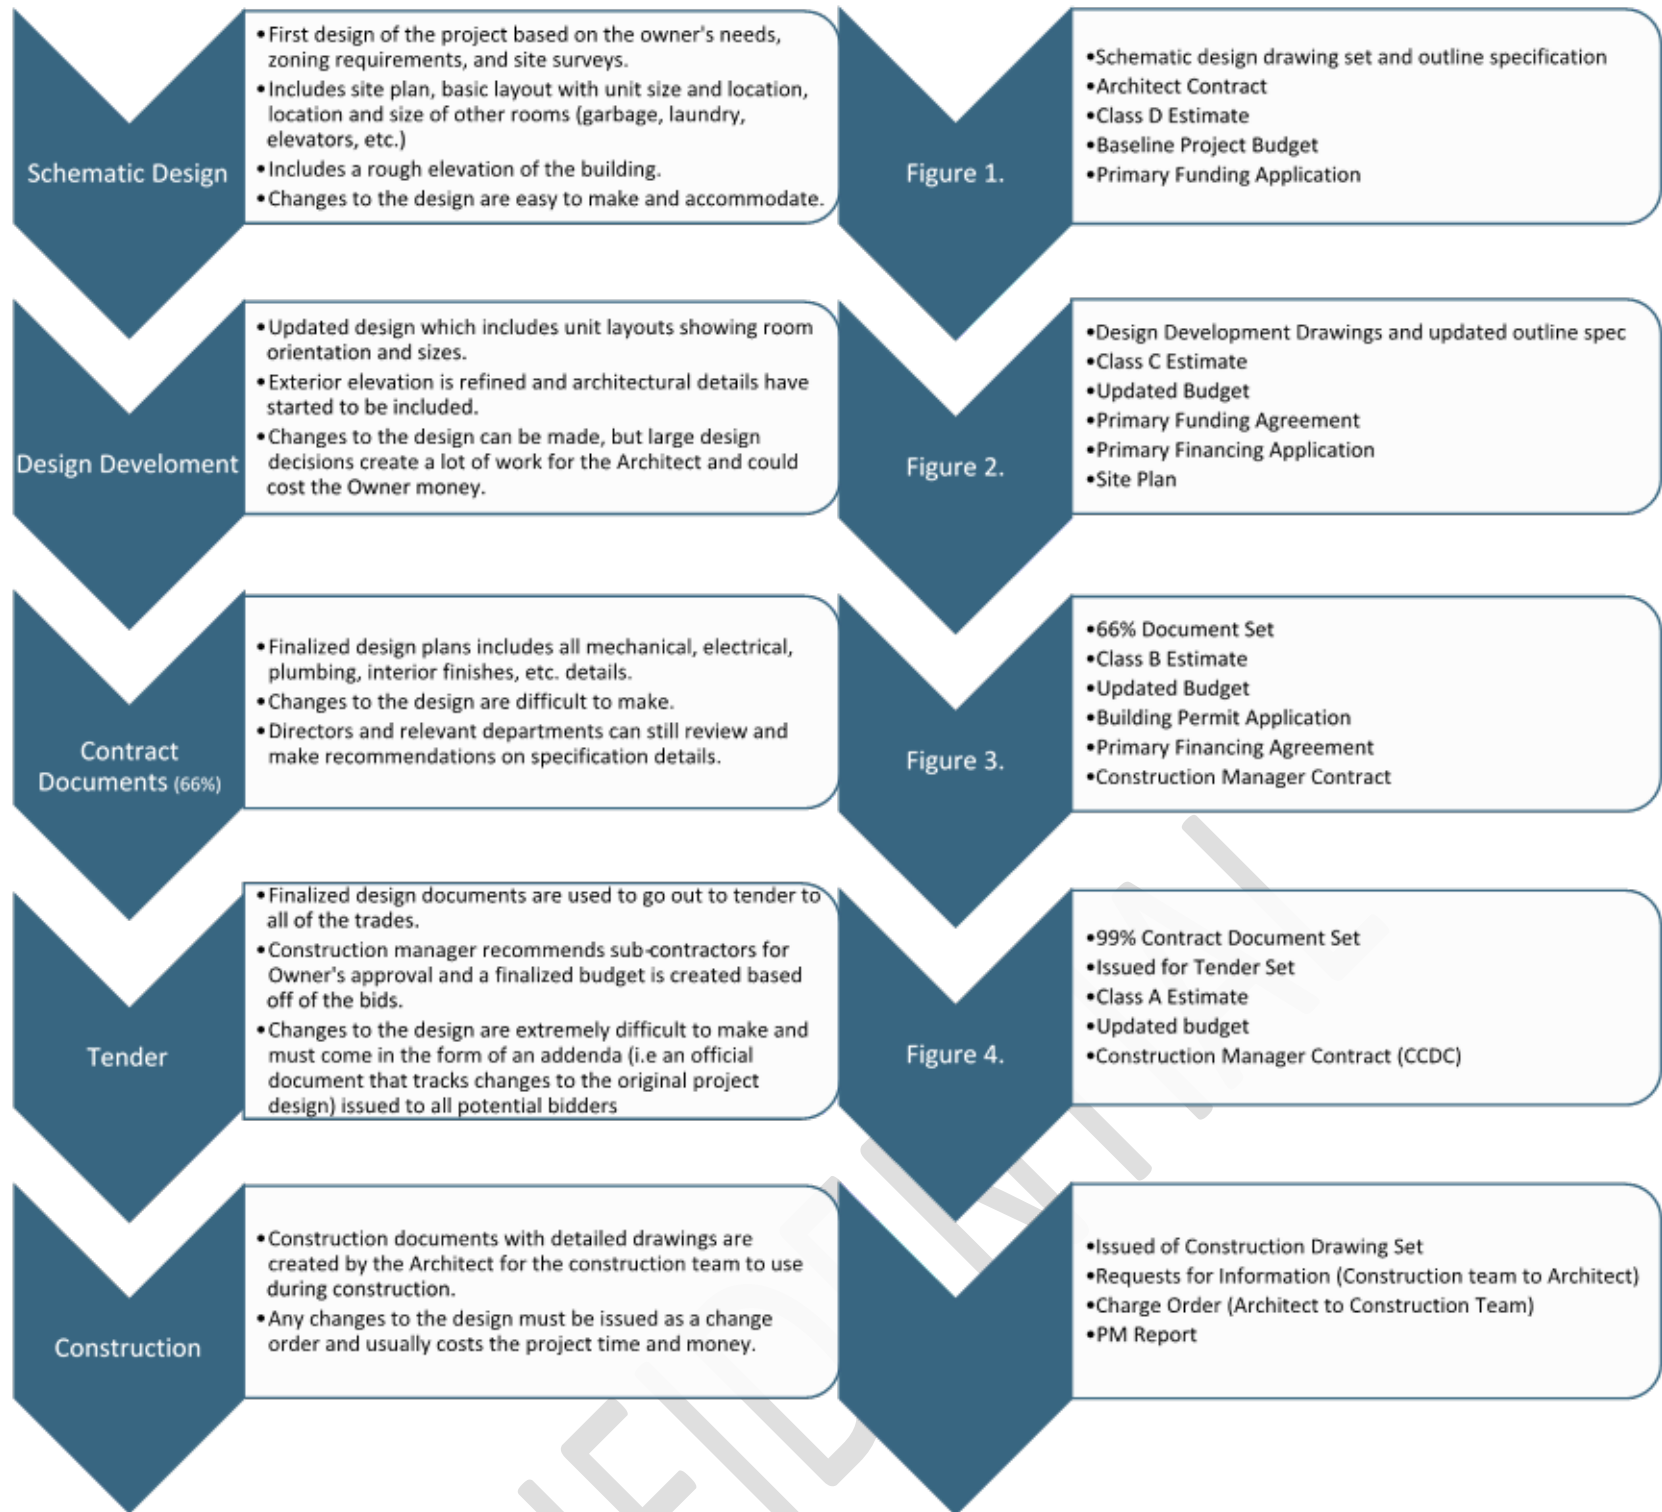 Schematic Design
•First design of the project based on the owner's needs,
zoning requirements, and site surveys.
•Includes site plan, basic layout with unit size and location,
location and size of other rooms (garbage, laundry,
elevators, etc.)
•Includes a rough elevation of the building.
•Changes to the design are easy to make and accommodate.
Figure 1.
•Schematic design drawing set and outline specification
•Architect Contract
•Class D Estimate
•Baseline Project Budget
•Primary Funding Application
Design Develoment
•Updated design which includes unit layouts showing room
orientation and sizes.
•Exterior elevation is refined and architectural details have
started to be included.
•Changes to the design can be made, but large design
decisions create a lot of work for the Architect and could
cost the Owner money.
Figure 2.
•Design Development Drawings and updated outline spec
•Class C Estimate
•Updated Budget
•Primary Funding Agreement
•Primary Financing Application
•Site Plan
Contract
Documents (66%)
•Finalized design plans includes all mechanical, electrical,
plumbing, interior finishes, etc. details.
•Changes to the design are difficult to make.
•Directors and relevant departments can still review and
make recommendations on specification details.
Figure 3.
•66% Document Set
•Class B Estimate
•Updated Budget
•Building Permit Application
•Primary Financing Agreement
•Construction Manager Contract
Tender
•Finalized design documents are used to go out to tender to
all of the trades.
•Construction manager recommends sub-contractors for
Owner's approval and a finalized budget is created based
off of the bids.
•Changes to the design are extremely difficult to make and
must come in the form of an addenda (i.e an official
document that tracks changes to the original project
design) issued to all potential bidders
Figure 4.
•99% Contract Document Set
•Issued for Tender Set
•Class A Estimate
•Updated budget
•Construction Manager Contract (CCDC)
Construction
•Construction documents with detailed drawings are
created by the Architect for the construction team to use
during construction.
•Any changes to the design must be issued as a change
order and usually costs the project time and money.
•Issued of Construction Drawing Set
•Requests for Information (Construction team to Architect)
•Charge Order (Architect to Construction Team)
•PM Report